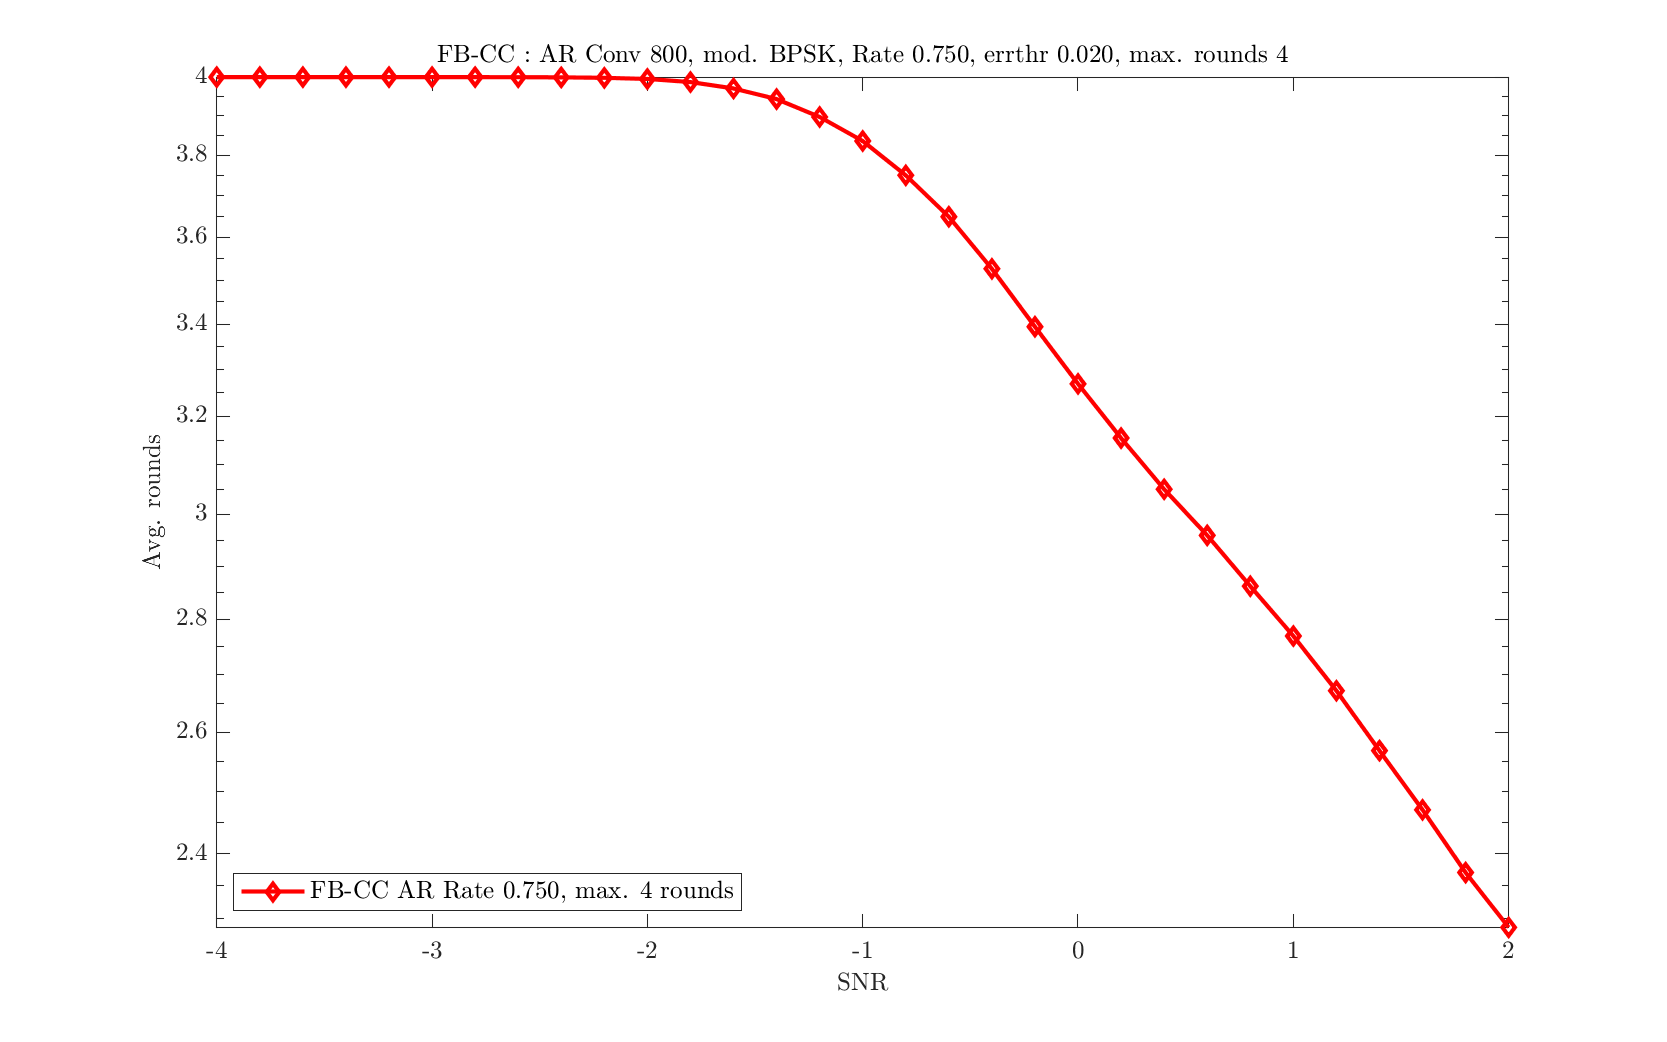 FB-CC : AR Conv 800, mod. BPSK, Rate 0.750, errthr 0.020, max. rounds 4
4
3.8
3.6
3.4
3.2
3
2.8
2.6
2.4
Avg. rounds
FB-CC AR Rate 0.750, max. 4 rounds
-4 -3 -2 -1 0 1 2
SNR